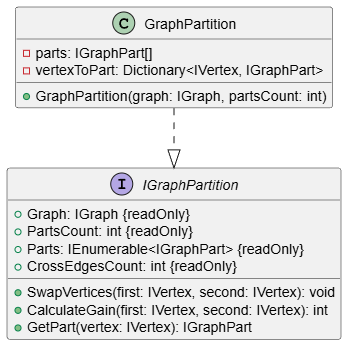 C GraphPartition
parts: IGraphPart[]
vertexToPart: Dictionary<IVertex, IGraphPart>
GraphPartition(graph: IGraph, partsCount: int)
I IGraphPartition
Graph: IGraph {readOnly}
PartsCount: int {readOnly}
Parts: IEnumerable<IGraphPart> {readOnly}
CrossEdgesCount: int {readOnly}
SwapVertices(first: IVertex, second: IVertex): void
CalculateGain(first: IVertex, second: IVertex): int
GetPart(vertex: IVertex): IGraphPart